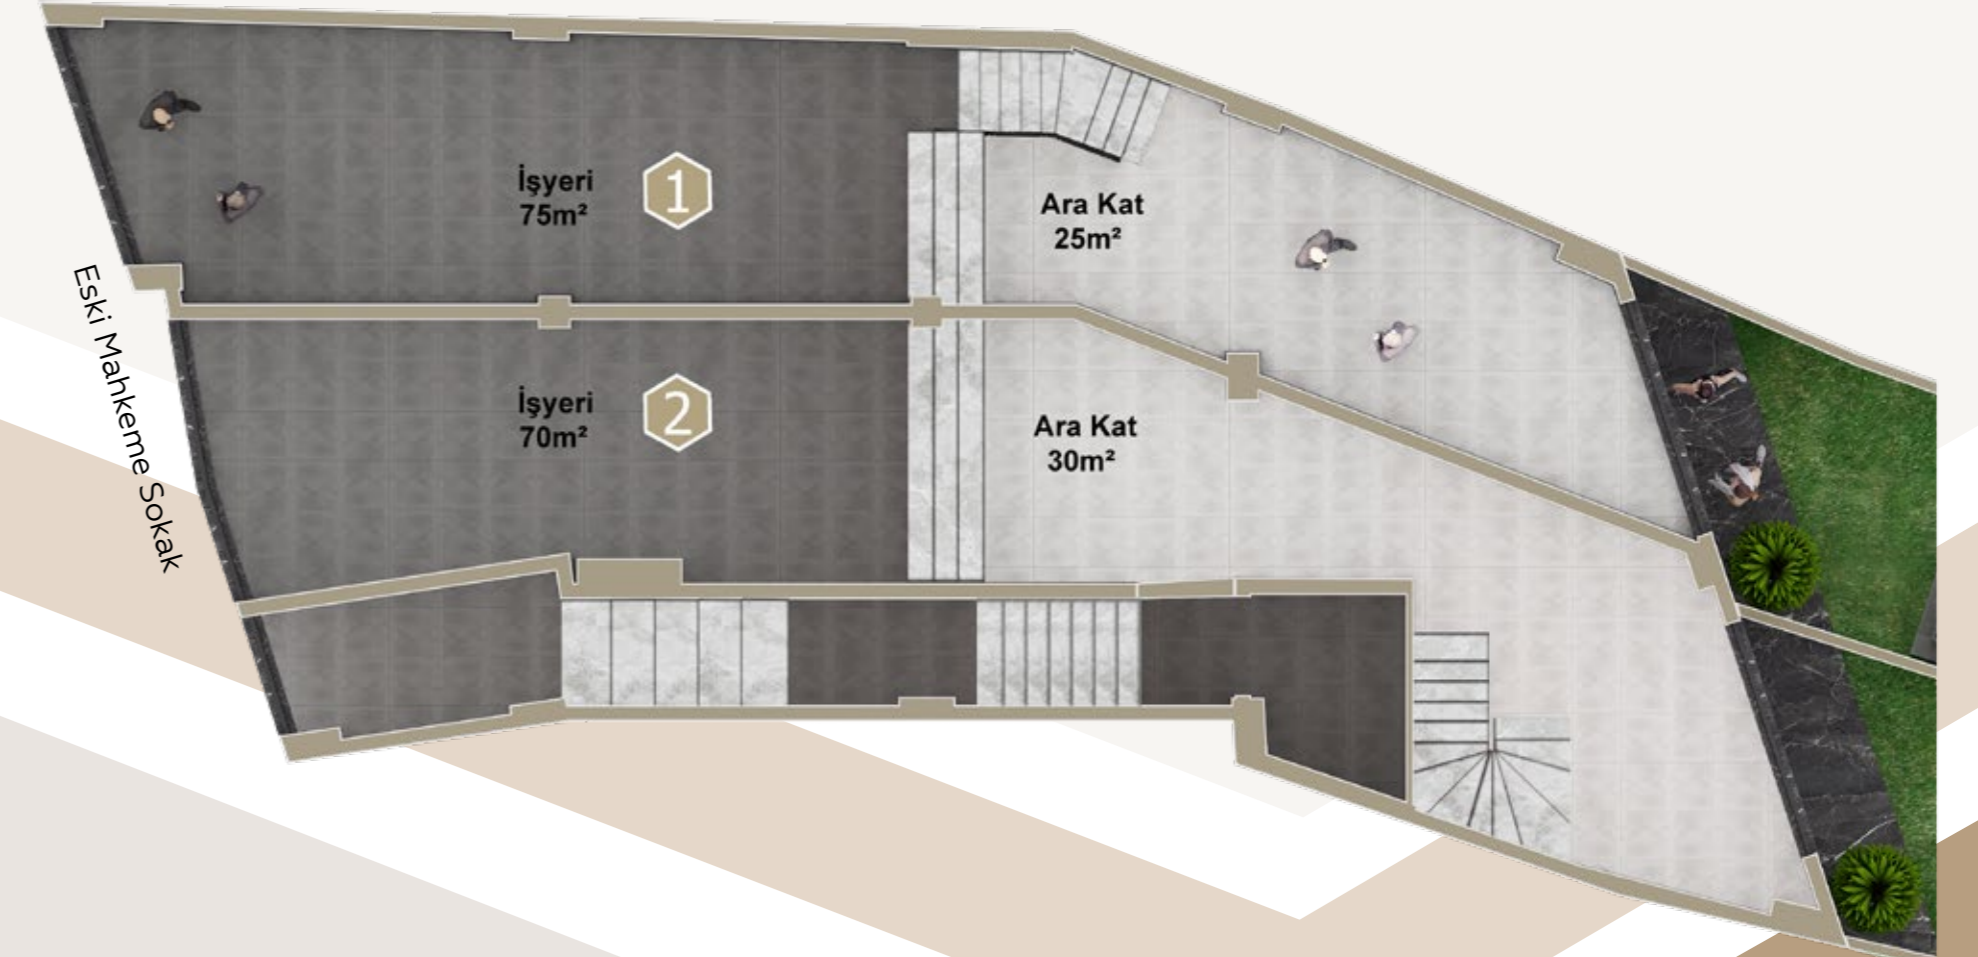 İşyeri
75m²
1
Ara Kat
25m²
Eski Mahkeme Sokak
İşyeri
70m²
2
Ara Kat
30m²